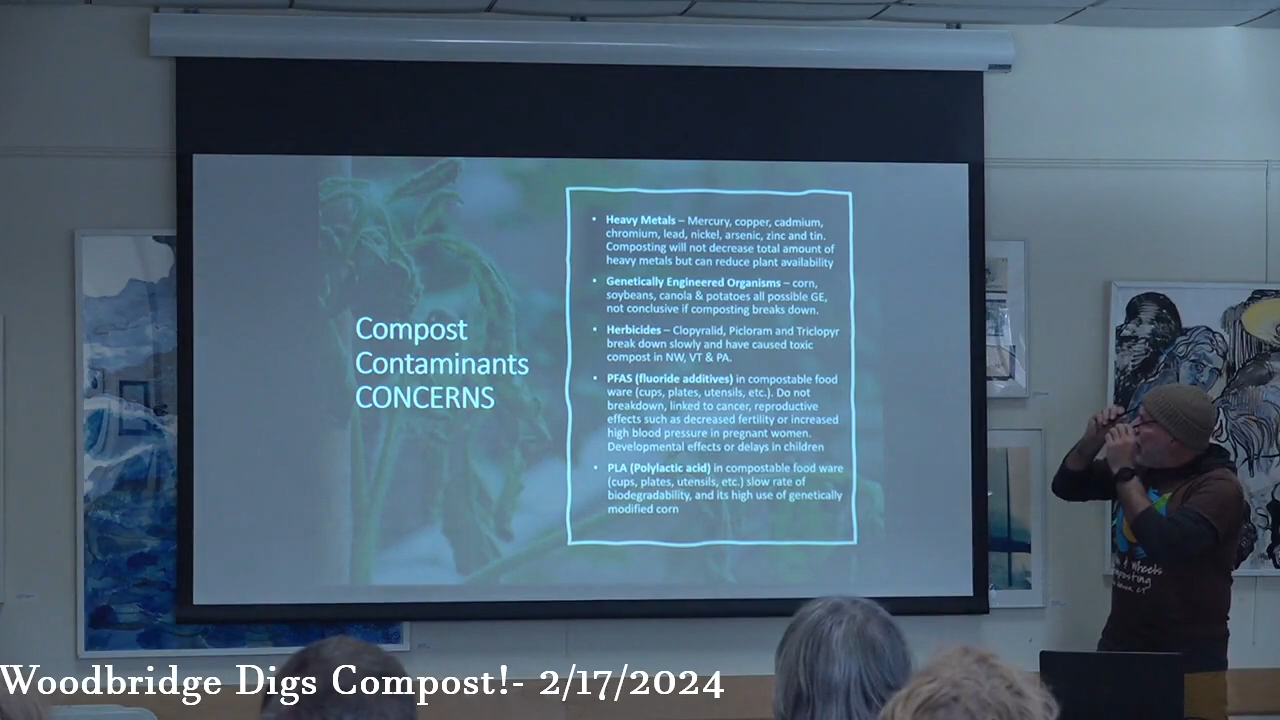 Compost
Contaminants
CONCERNS
• Heavy Metals – Mercury, copper, cadmium,
chromium, lead, nickel, arsenic, zinc and tin.
Composting will not decrease total amount of
heavy metals but can reduce plant availability
• Genetically Engineered Organisms – corn,
soybeans, canola & potatoes all possible GE,
not conclusive if composting breaks down.
• Herbicides – Clopyralid, Picloram and Triclopyr
break down slowly and have caused toxic
compost in NW, VT & PA.
• PFAS (fluoride additives) in compostable food
ware (cups, plates, utensils, etc.). Do not
breakdown, linked to cancer, reproductive
effects such as decreased fertility or increased
high blood pressure in pregnant women.
Developmental effects or delays in children
• PLA (Polylactic acid) in compostable food ware
(cups, plates, utensils, etc.) slow rate of
biodegradability, and its high use of genetically
modified corn
Wheels
Woodbridge Digs Compost!- 2/17/2024